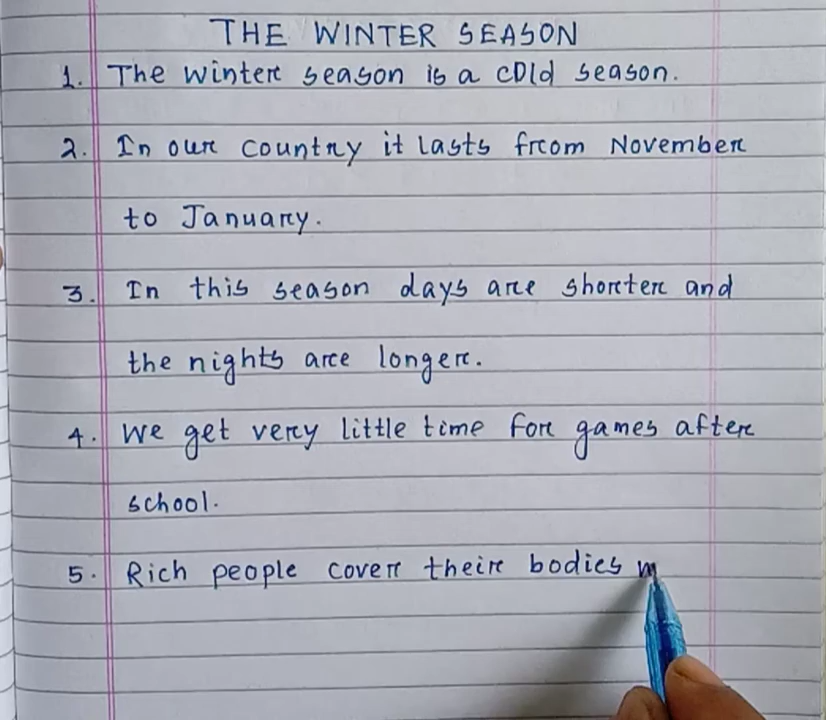 THE WINTER SEASON
1. The winter season is a cold season.
2. In our country it lasts from November
to January.
3. In this season days are shorter and
the nights are longer.
4. We get very little time for games after
school.
5. Rich people cover their bodies w